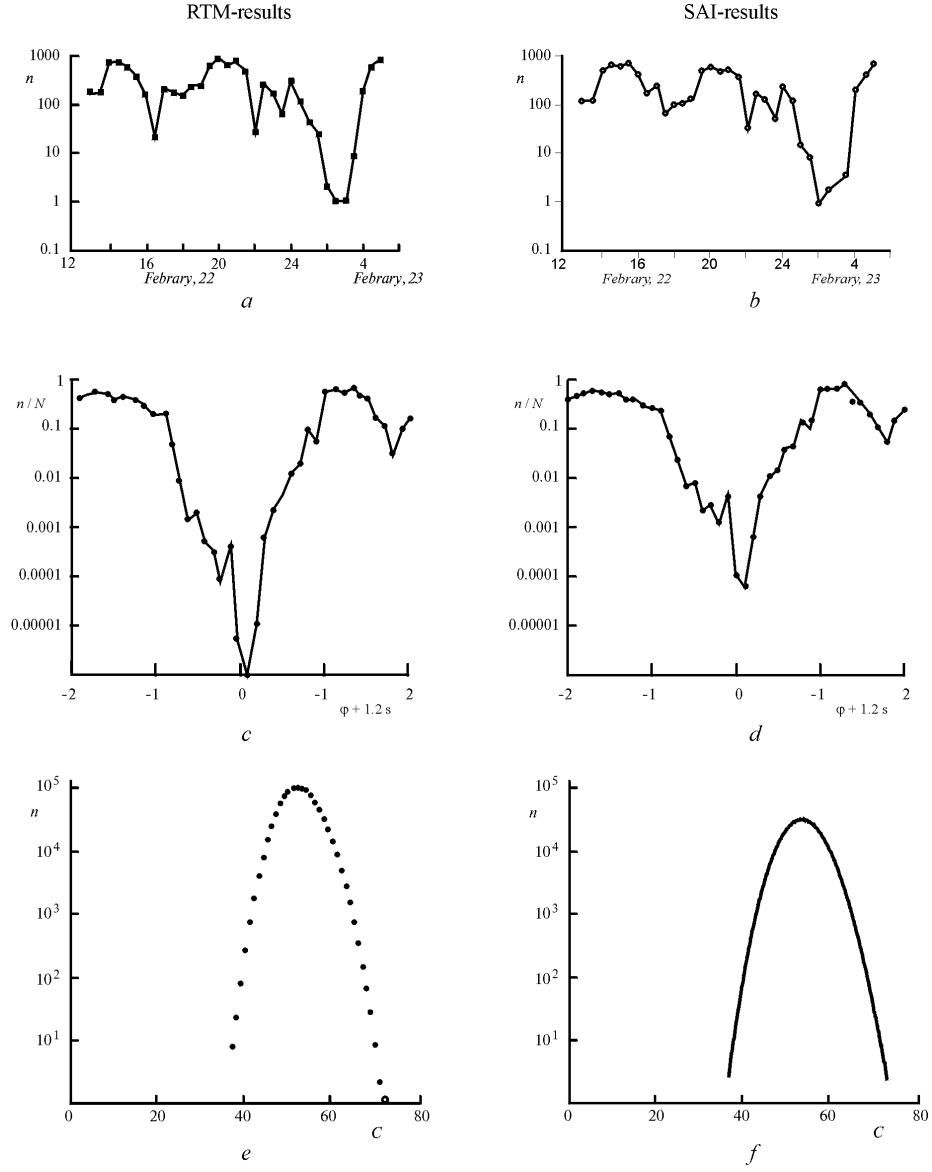 RTM-results SAI-results
1000 1000
n n
100 100
10 10
1 1
0.1 0.1
12 16 20 24 4 12 16 20 24 4
Febrary, 22 Febrary, 23 Febrary, 22 Febrary, 23
a b
1 1
n / N n / N
0.1 0.1
0.01 0.01
0.001 0.001
0.0001 0.0001
0.00001 0.00001
-2 -1 0 -1 2 -2 -1 0 -1 2
φ + 1.2 s φ + 1.2 s
c d
10⁵ 10⁵
n n
10⁴ 10⁴
10³ 10³
10² 10²
10¹ 10¹
0 20 40 60 80 0 20 40 60 80
C C
e f